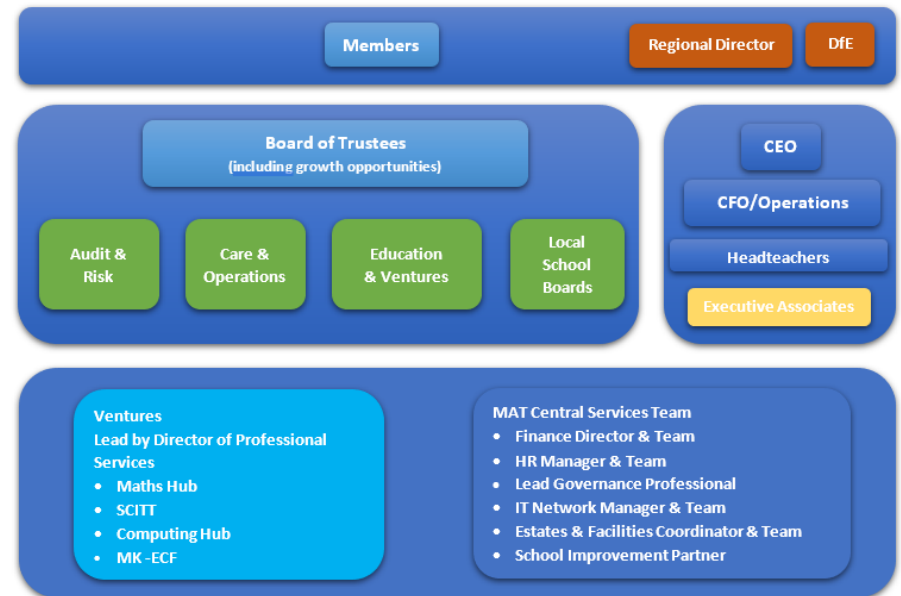 Members
Regional Director
DfE
Board of Trustees
(including growth opportunities)
Audit &
Risk
Care &
Operations
Education
& Ventures
Local
School
Boards
CEO
CFO/Operations
Headteachers
Executive Associates
Ventures
Lead by Director of Professional
Services
• Maths Hub
• SCITT
• Computing Hub
• MK -ECF
MAT Central Services Team
• Finance Director & Team
• HR Manager & Team
• Lead Governance Professional
• IT Network Manager & Team
• Estates & Facilities Coordinator & Team
• School Improvement Partner